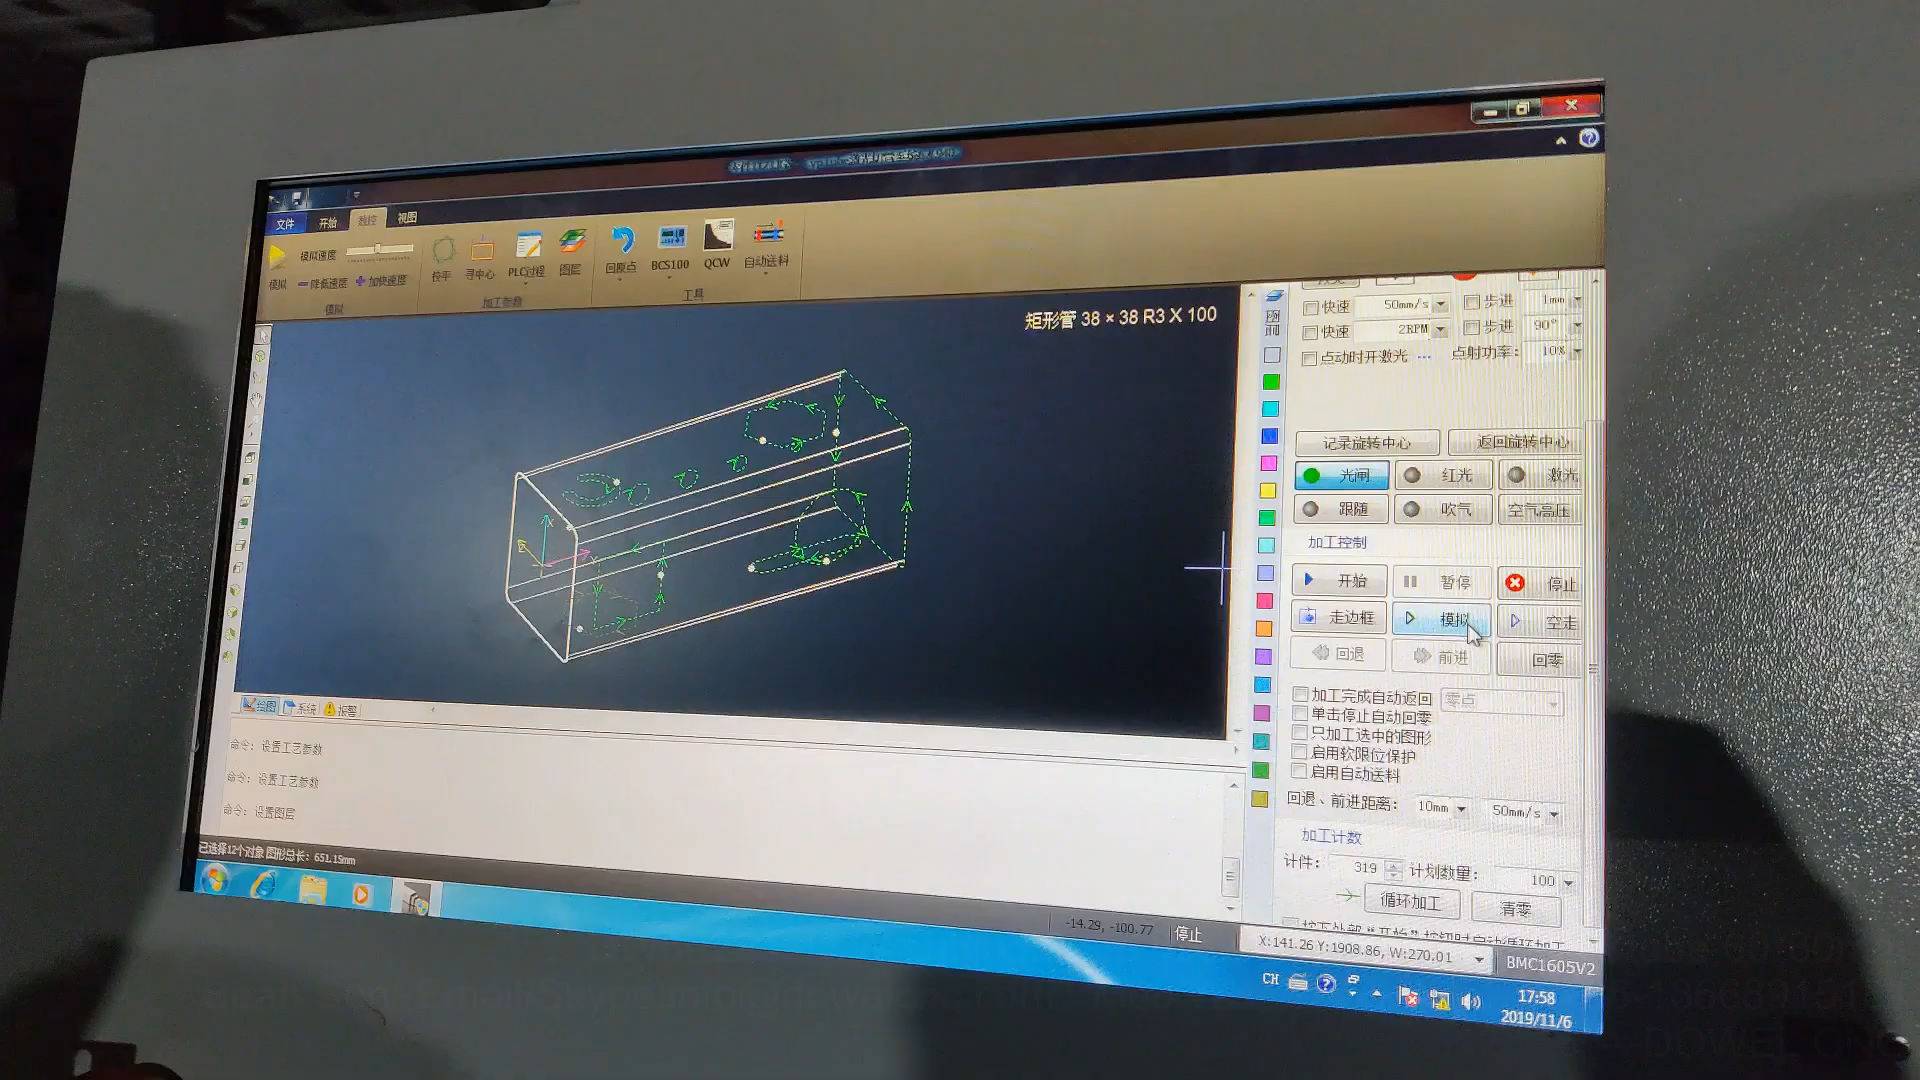 文件 开始 数控 视图
模拟 模拟速度 降低速度 加快速度
校平 寻中心 PLC过程 图层
回原点 BCS100 QCW 自动送料
模拟 加工参数 工具
矩形管 38 × 38 R3 X 100
快速 50mm/s 步进 1mm
快速 2RPM 步进 90°
点动时开激光 点射功率: 10%
记录旋转中心 返回旋转中心
光闸 红光 激光
跟随 吹气 空气高压
加工控制
开始 暂停 停止
走边框 模拟 空走
回退 前进 回零
加工完成自动返回 零点
单击停止自动回零
只加工选中的图形
启用软限位保护
启用自动送料
回退、前进距离: 10mm 50mm/s
加工计数
计件: 319 计划数量: 100
循环加工 清零
绘图 系统 报警
命令: 设置工艺参数
命令: 设置工艺参数
命令: 设置图层
已选择12个对象 图形总长: 651.15mm
-14.29, -100.77 停止
X:141.26 Y:1908.86, W:270.01 BMC1605V2
CH
17:58
2019/11/6